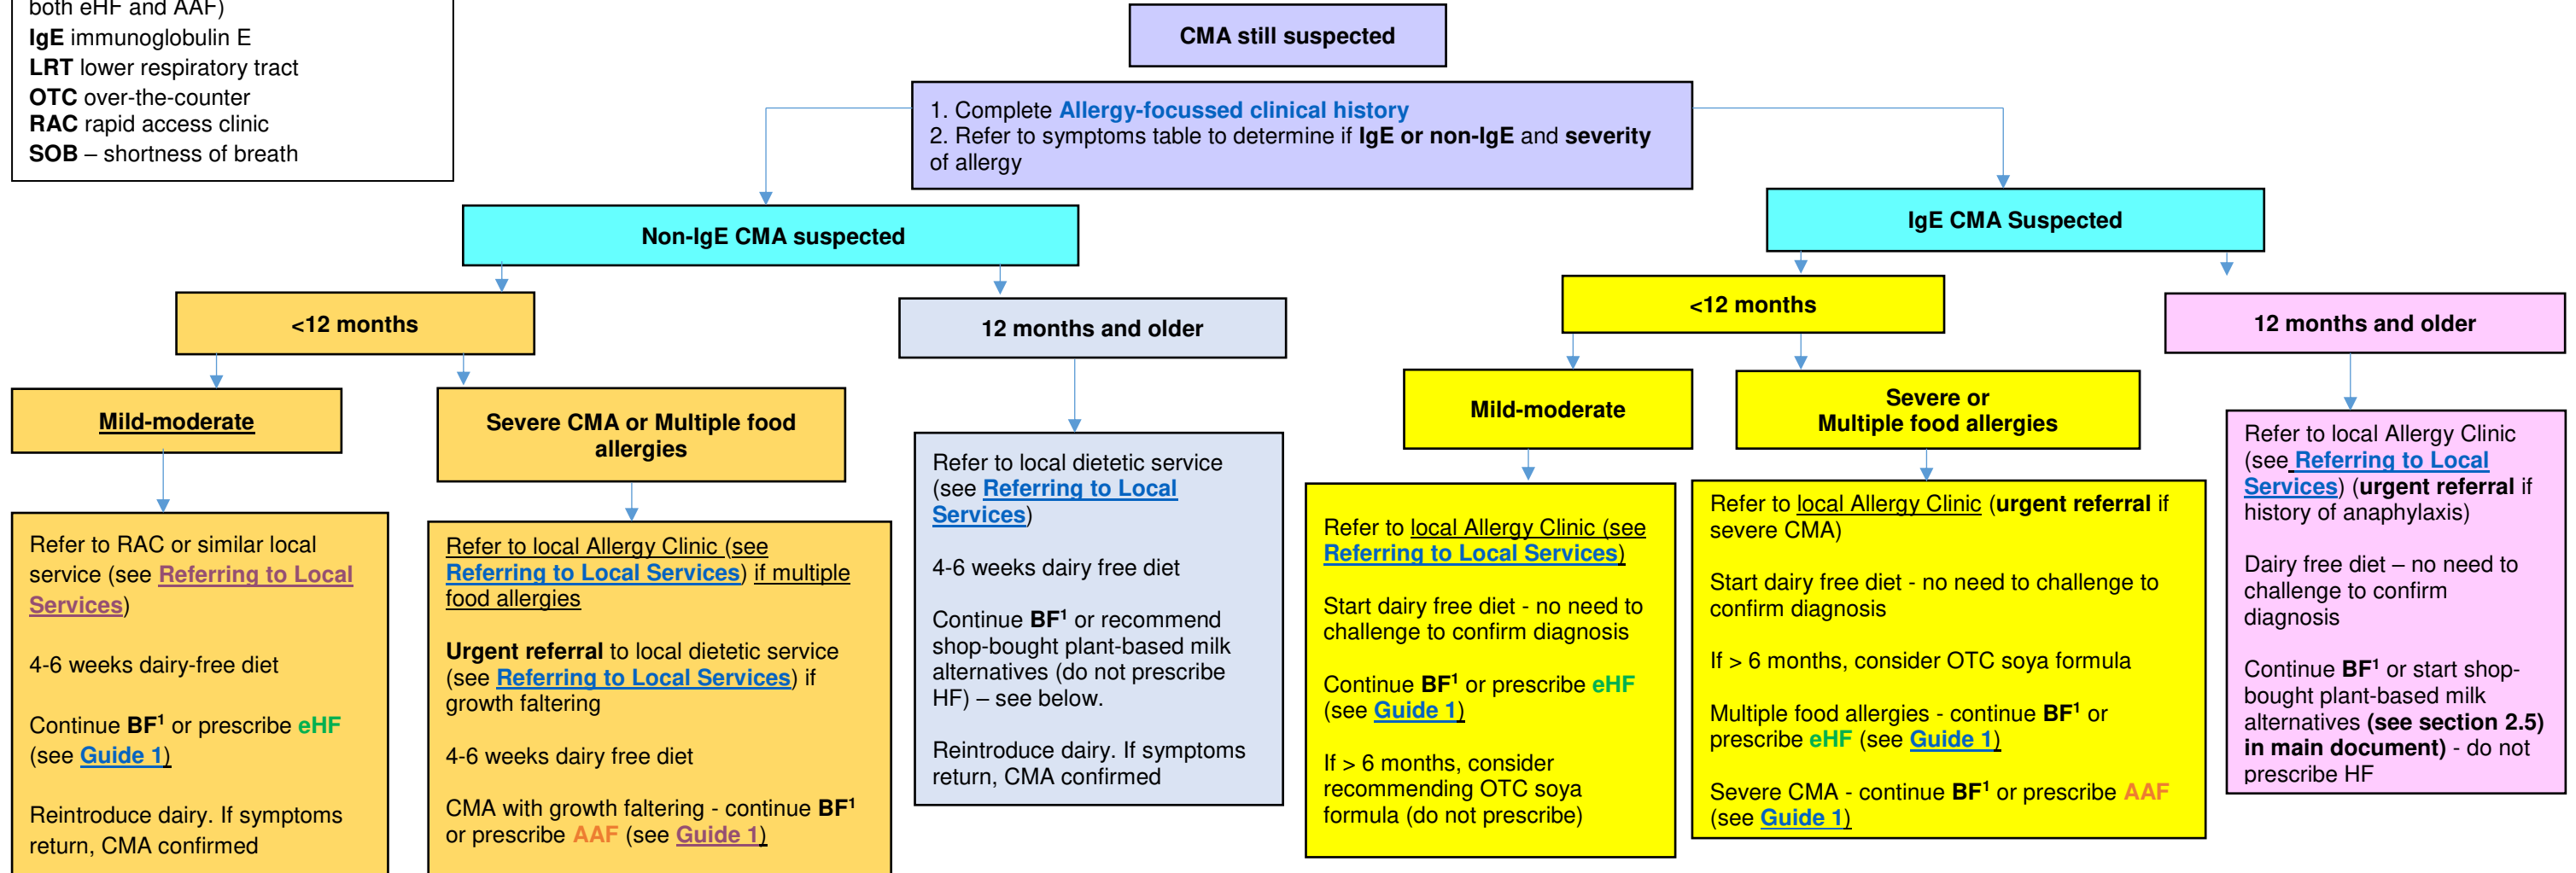 both eHF and AAF)
IgE immunoglobulin E
LRT lower respiratory tract
OTC over-the-counter
RAC rapid access clinic
SOB – shortness of breath
CMA still suspected
1. Complete Allergy-focussed clinical history
2. Refer to symptoms table to determine if IgE or non-IgE and severity
of allergy
Non-IgE CMA suspected
<12 months
Mild-moderate
Refer to RAC or similar local
service (see Referring to Local
Services)
4-6 weeks dairy-free diet
Continue BF¹ or prescribe eHF
(see Guide 1)
Reintroduce dairy. If symptoms
return, CMA confirmed
Severe CMA or Multiple food
allergies
Refer to local Allergy Clinic (see
Referring to Local Services) if multiple
food allergies
Urgent referral to local dietetic service
(see Referring to Local Services) if
growth faltering
4-6 weeks dairy free diet
CMA with growth faltering - continue BF¹
or prescribe AAF (see Guide 1)
12 months and older
Refer to local dietetic service
(see Referring to Local
Services)
4-6 weeks dairy free diet
Continue BF¹ or recommend
shop-bought plant-based milk
alternatives (do not prescribe
HF) – see below.
Reintroduce dairy. If symptoms
return, CMA confirmed
IgE CMA Suspected
<12 months
Mild-moderate
Refer to local Allergy Clinic (see
Referring to Local Services)
Start dairy free diet - no need to
challenge to confirm diagnosis
Continue BF¹ or prescribe eHF
(see Guide 1)
If > 6 months, consider
recommending OTC soya
formula (do not prescribe)
Severe or
Multiple food allergies
Refer to local Allergy Clinic (urgent referral if
severe CMA)
Start dairy free diet - no need to challenge to
confirm diagnosis
If > 6 months, consider OTC soya formula
Multiple food allergies - continue BF¹ or
prescribe eHF (see Guide 1)
Severe CMA - continue BF¹ or prescribe AAF
(see Guide 1)
12 months and older
Refer to local Allergy Clinic
(see Referring to Local
Services) (urgent referral if
history of anaphylaxis)
Dairy free diet – no need to
challenge to confirm
diagnosis
Continue BF¹ or start shop-
bought plant-based milk
alternatives (see section 2.5)
in main document) - do not
prescribe HF